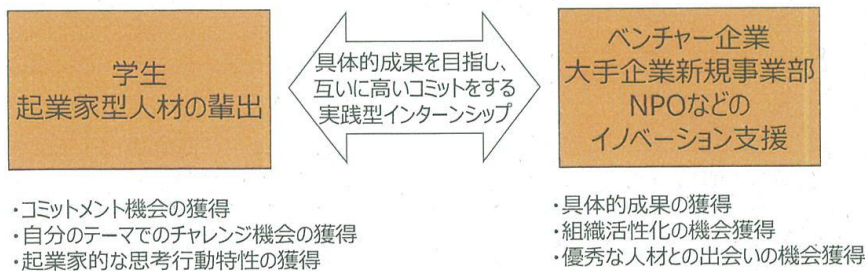 学生
起業家型人材の輩出
具体的成果を目指し、
互いに高いコミットをする
実践型インターンシップ
ベンチャー企業
大手企業新規事業部
NPOなどの
イノベーション支援
・コミットメント機会の獲得
・自分のテーマでのチャレンジ機会の獲得
・起業家的な思考行動特性の獲得
・具体的成果の獲得
・組織活性化の機会獲得
・優秀な人材との出会いの機会獲得